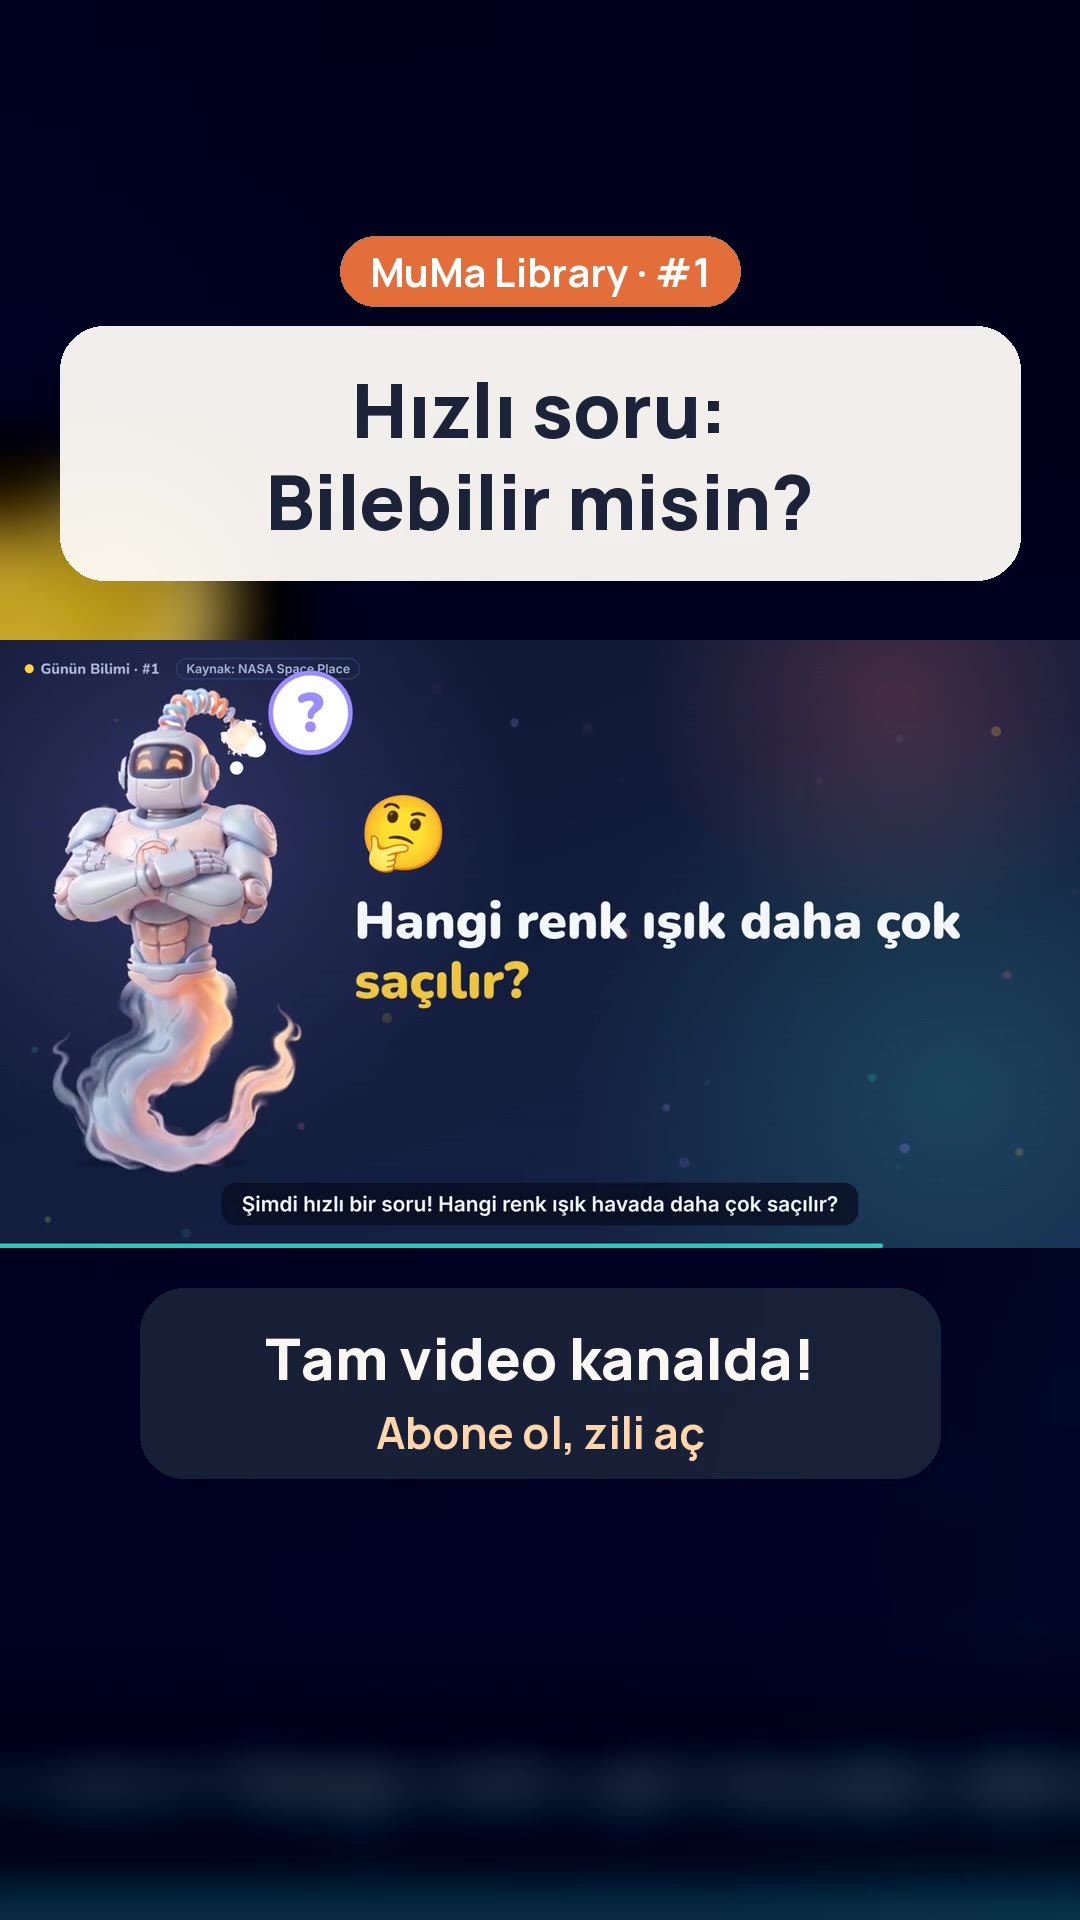 MuMa Library · #1
Hızlı soru:
Bilebilir misin?
Günün Bilimi · #1
Kaynak: NASA Space Place
?
Hangi renk ışık daha çok
saçılır?
Şimdi hızlı bir soru! Hangi renk ışık havada daha çok saçılır?
Tam video kanalda!
Abone ol, zili aç